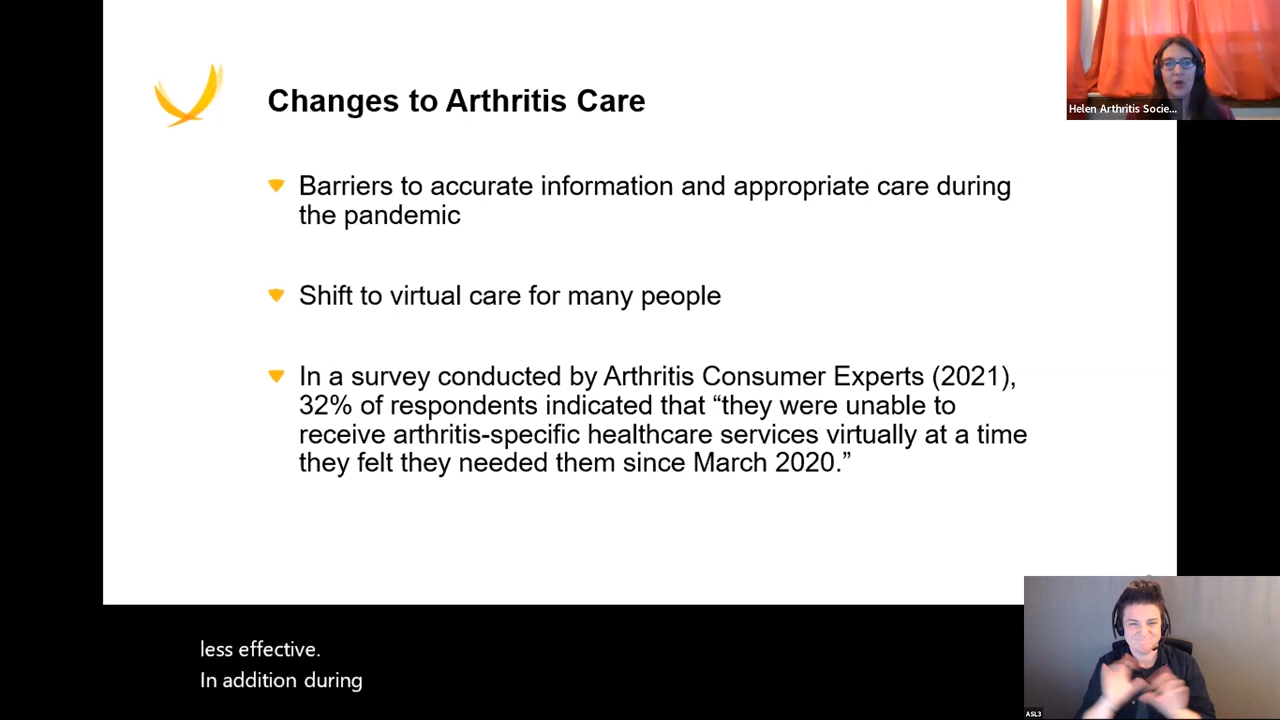 Changes to Arthritis Care
Barriers to accurate information and appropriate care during
the pandemic
Shift to virtual care for many people
In a survey conducted by Arthritis Consumer Experts (2021),
32% of respondents indicated that “they were unable to
receive arthritis-specific healthcare services virtually at a time
they felt they needed them since March 2020.”
Helen Arthritis Socie...
less effective.
In addition during
ASL3